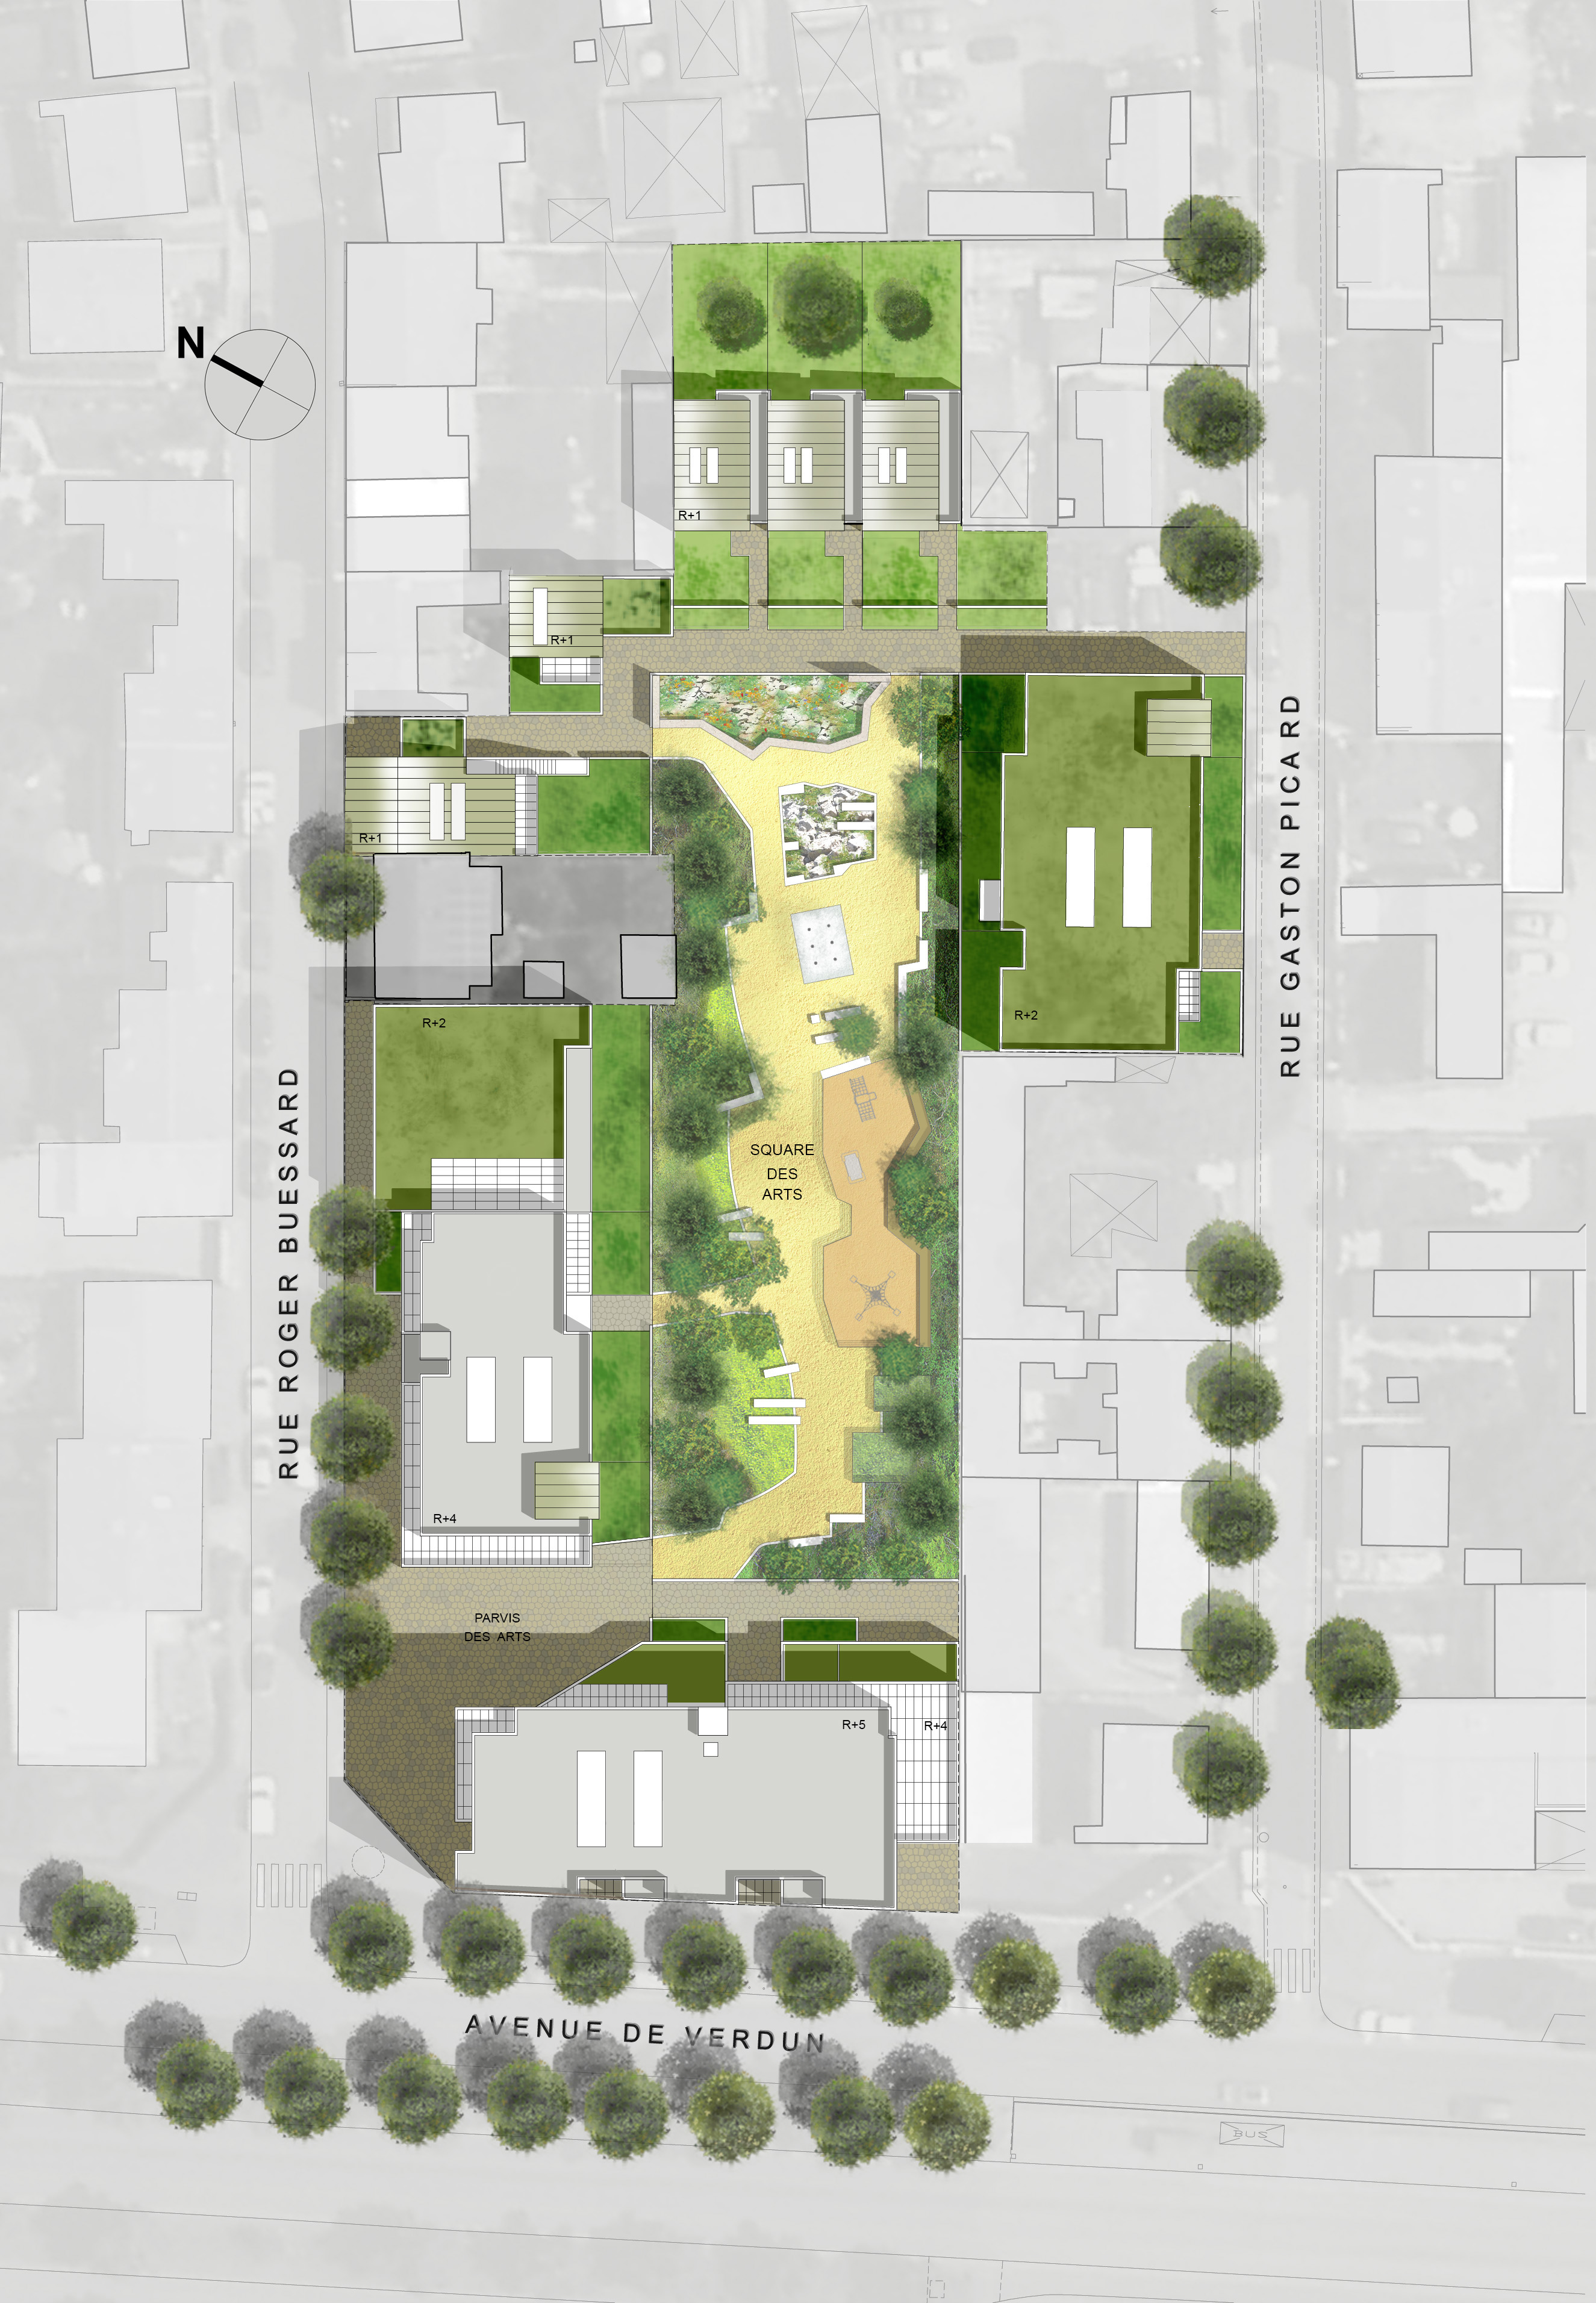 N
R+1
R+1
R+1
RUE GASTON PICARD
R+2
R+2
RUE ROGER BUESSARD
SQUARE
DES
ARTS
R+4
PARVIS
DES ARTS
R+5
R+4
AVENUE DE VERDUN
BUS